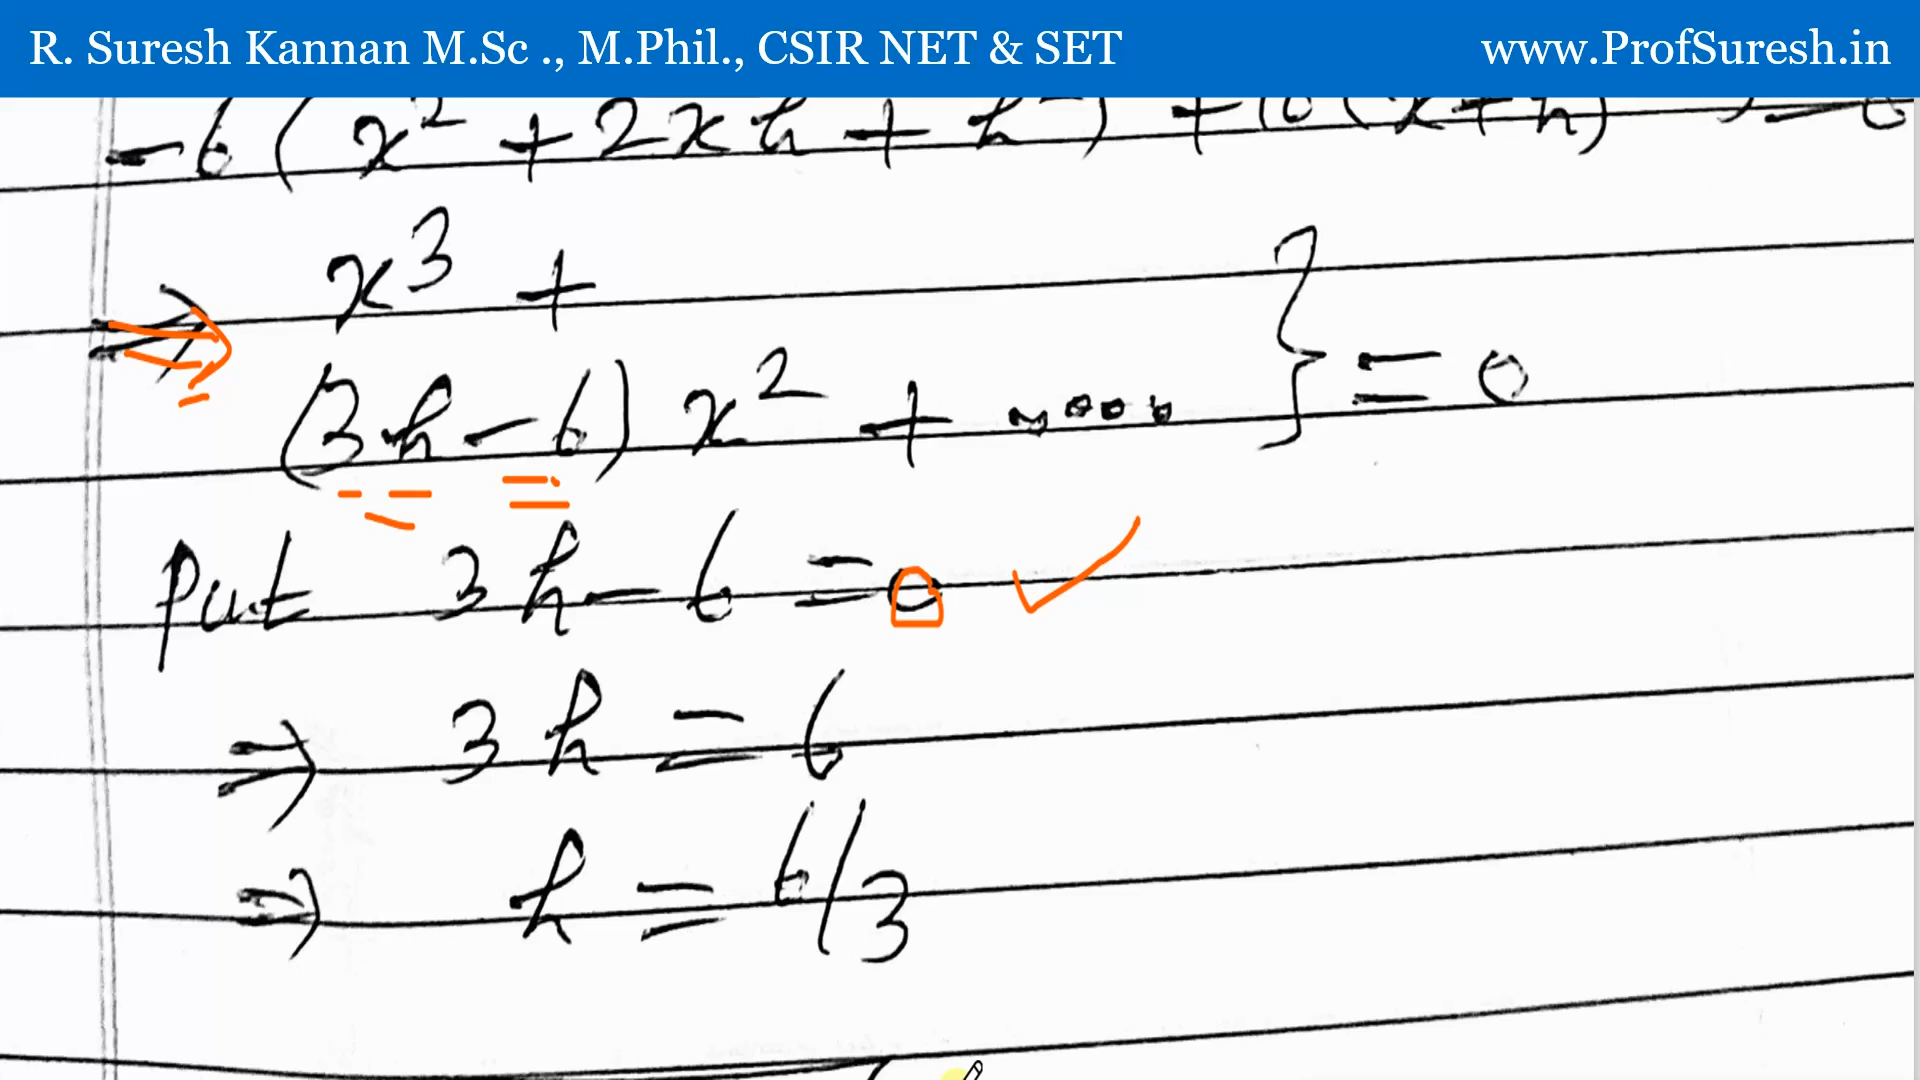 R. Suresh Kannan M.Sc ., M.Phil., CSIR NET & SET www.ProfSuresh.in
-6(x² + 2xh + h²) + 10(x+h) = 0
⇒ x³ +
(3h-6) x² + .... } = 0
Put 3h-6 = 0 ✓
⇒ 3h = 6
⇒ h = 6/3